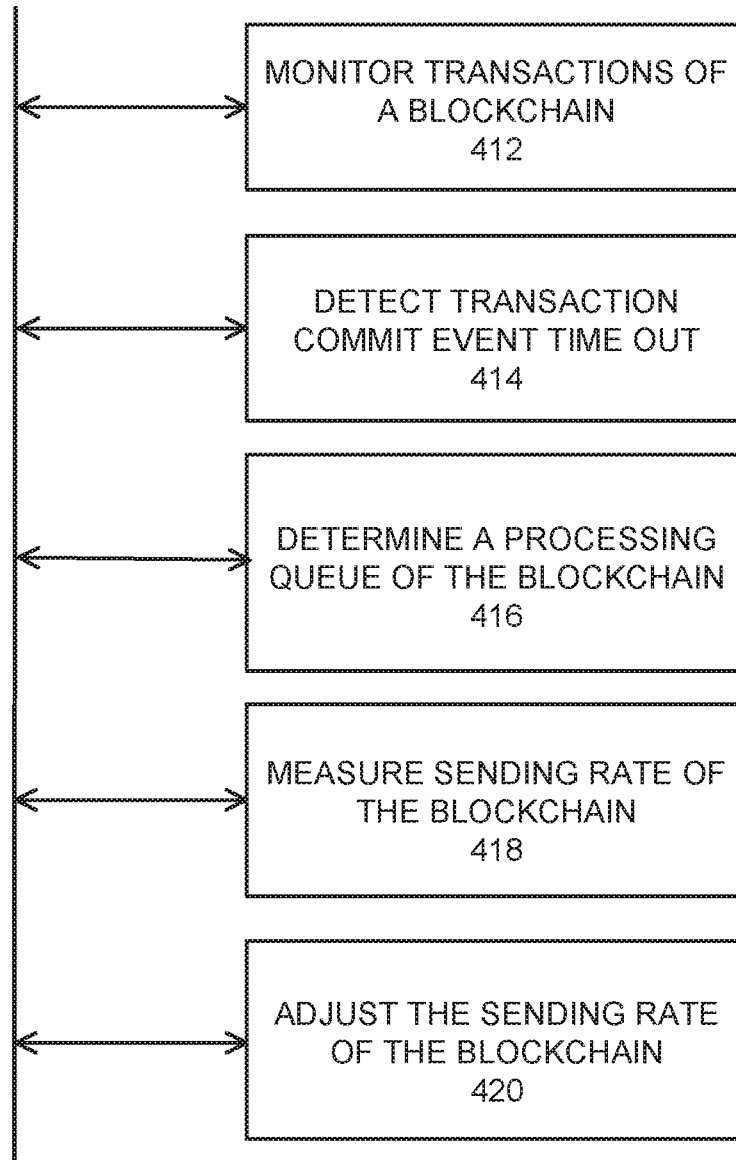 MONITOR TRANSACTIONS OF
A BLOCKCHAIN
412
DETECT TRANSACTION
COMMIT EVENT TIME OUT
414
DETERMINE A PROCESSING
QUEUE OF THE BLOCKCHAIN
416
MEASURE SENDING RATE OF
THE BLOCKCHAIN
418
ADJUST THE SENDING RATE
OF THE BLOCKCHAIN
420